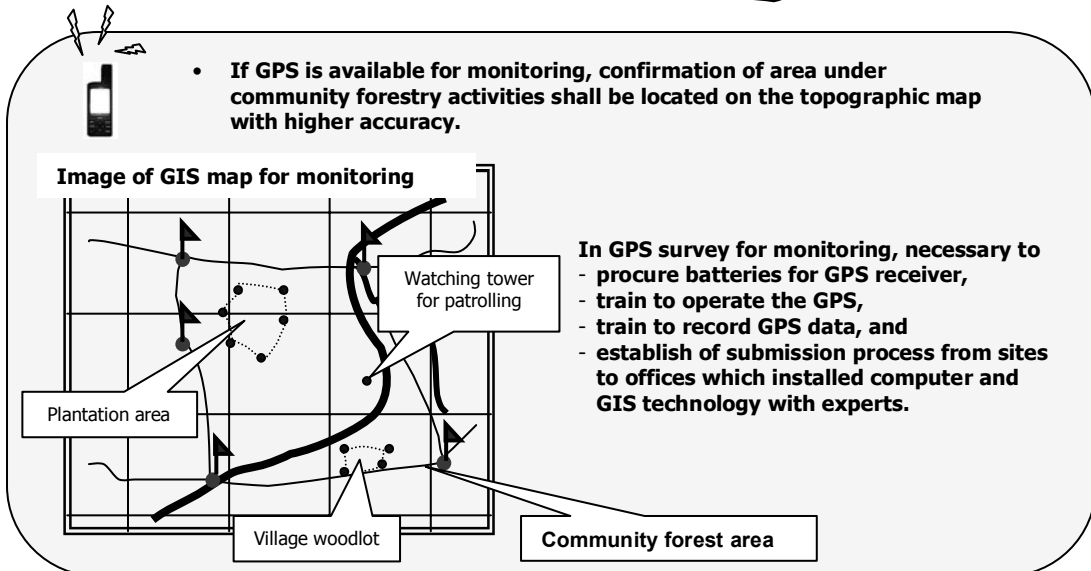 • If GPS is available for monitoring, confirmation of area under
community forestry activities shall be located on the topographic map
with higher accuracy.
Image of GIS map for monitoring
Watching tower
for patrolling
Plantation area
Village woodlot
Community forest area
In GPS survey for monitoring, necessary to
- procure batteries for GPS receiver,
- train to operate the GPS,
- train to record GPS data, and
- establish of submission process from sites
to offices which installed computer and
GIS technology with experts.